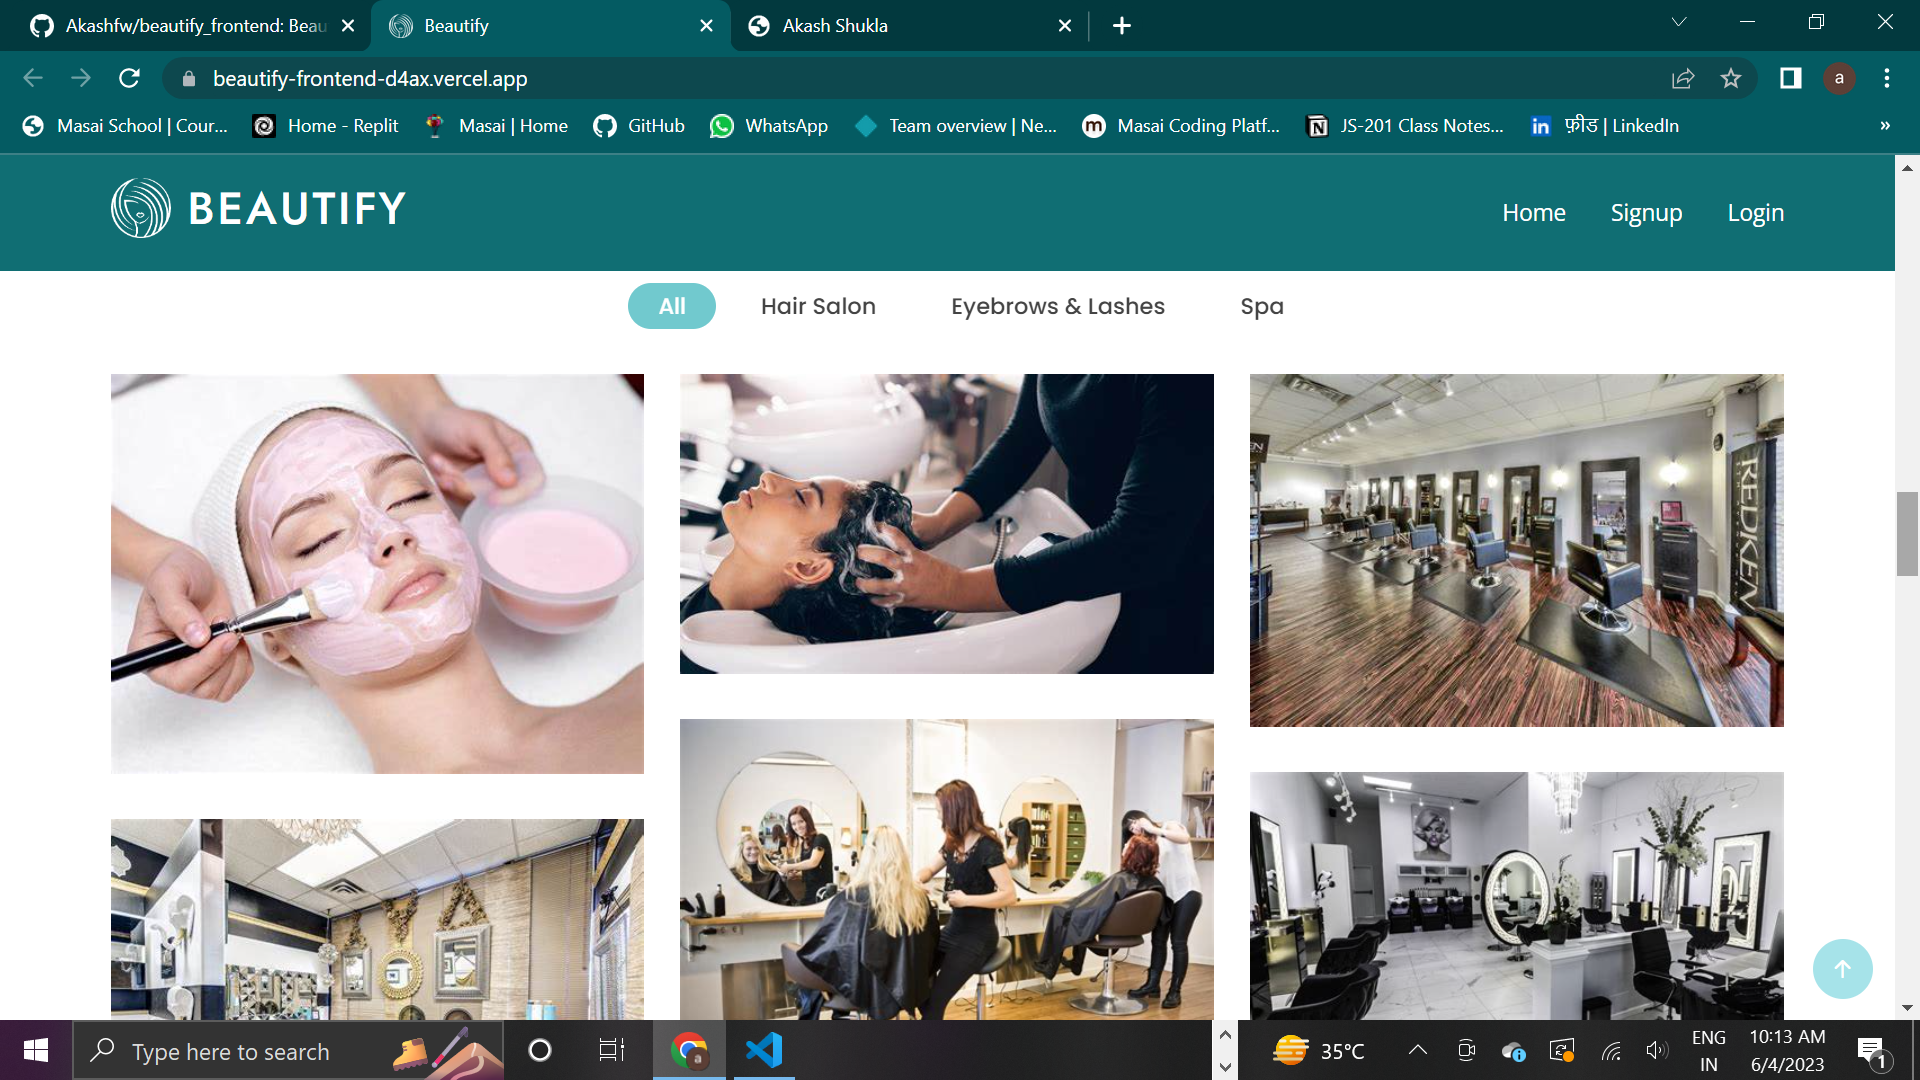 Akashfw/beautify_frontend: Beau
Beautify
Akash Shukla
beautify-frontend-d4ax.vercel.app
a
Masai School | Cour...
Home - Replit
Masai | Home
GitHub
WhatsApp
Team overview | Ne...
m
Masai Coding Platf...
JS-201 Class Notes...
in
फ़ीड | LinkedIn
»
BEAUTIFY
Home
Signup
Login
All
Hair Salon
Eyebrows & Lashes
Spa
REDKEN
Type here to search
a
35°C
ENG
IN
10:13 AM
6/4/2023
1